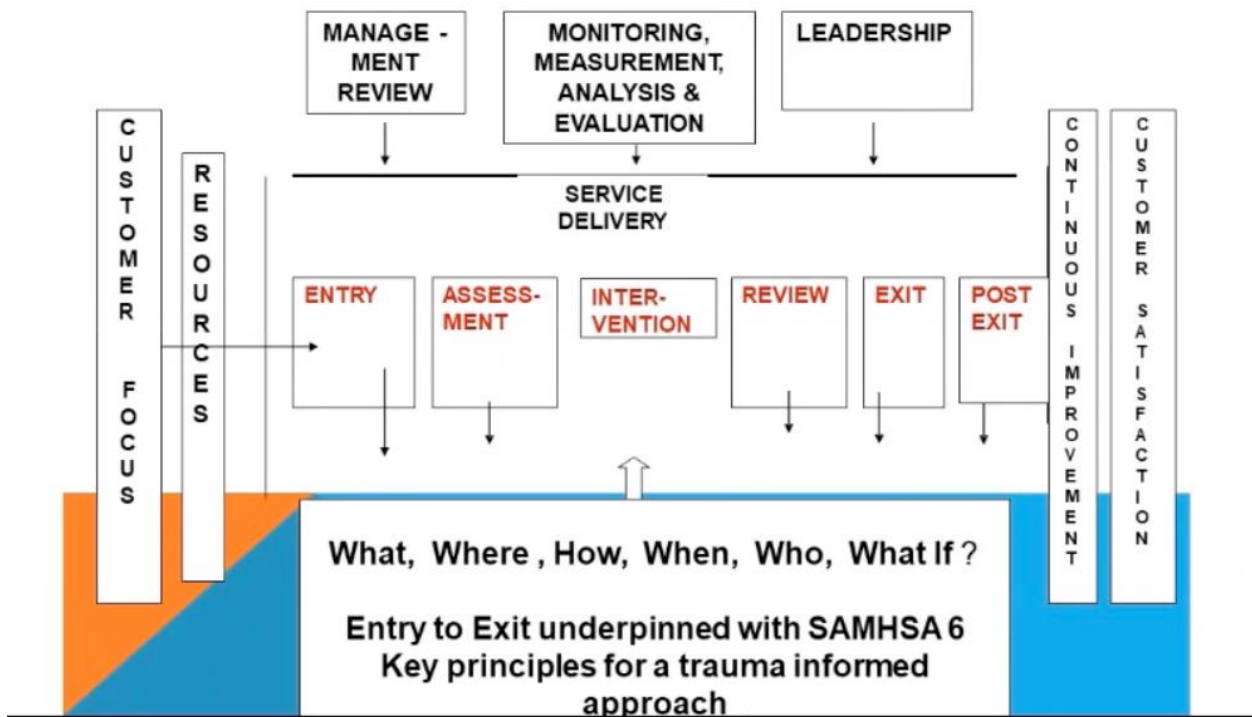 MANAGE -
MENT
REVIEW
MONITORING,
MEASUREMENT,
ANALYSIS &
EVALUATION
LEADERSHIP
CUSTOMER FOCUS
RESOURCES
SERVICE
DELIVERY
ENTRY
ASSESS-
MENT
INTER-
VENTION
REVIEW
EXIT
POST
EXIT
CONTINUOUS IMPROVEMENT
CUSTOMER SATISFACTION
What, Where , How, When, Who, What If ?
Entry to Exit underpinned with SAMHSA 6
Key principles for a trauma informed
approach